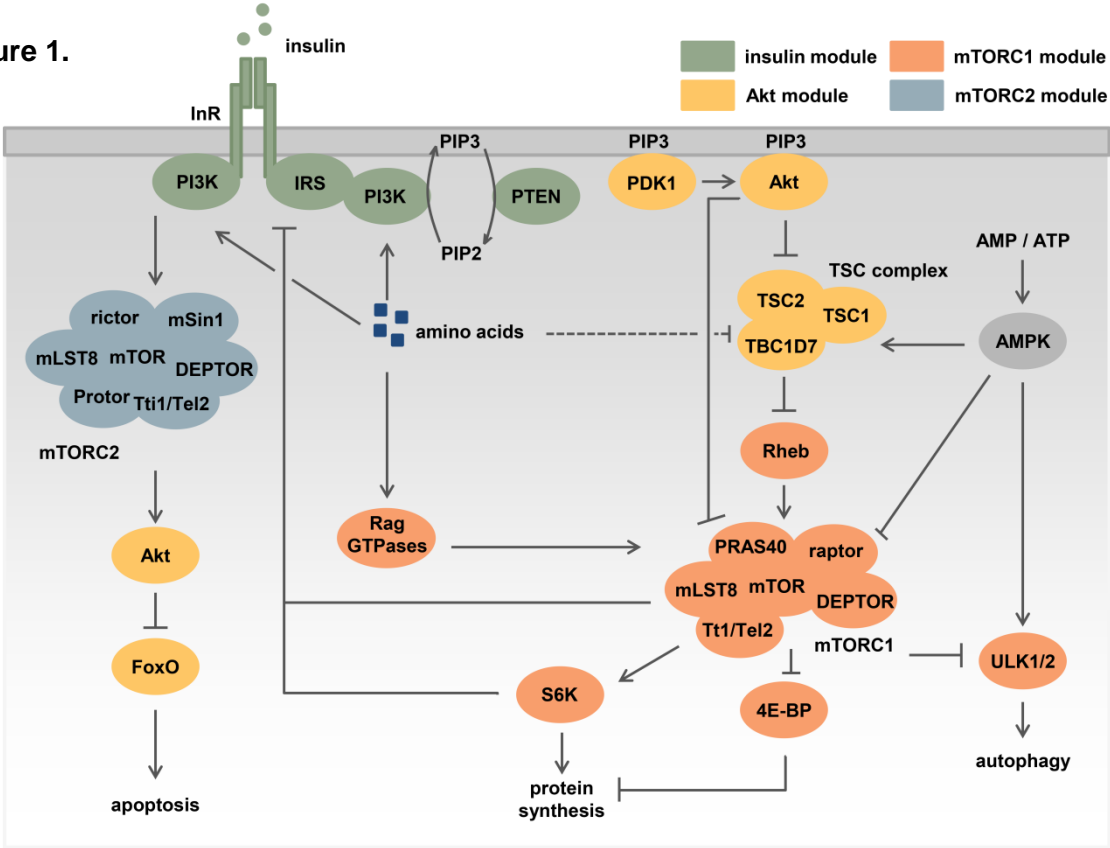 ure 1.
insulin
insulin module
mTORC1 module
Akt module
mTORC2 module
InR
PIP3
PIP3
PIP3
PI3K
IRS
PI3K
PTEN
PDK1
Akt
PIP2
AMP / ATP
TSC complex
TSC2
TSC1
TBC1D7
amino acids
AMPK
rictor
mSin1
mLST8
mTOR
DEPTOR
Protor
Tti1/Tel2
mTORC2
Rheb
Rag
GTPases
PRAS40
raptor
Akt
mLST8
mTOR
DEPTOR
Tt1/Tel2
mTORC1
FoxO
ULK1/2
S6K
4E-BP
autophagy
apoptosis
protein
synthesis